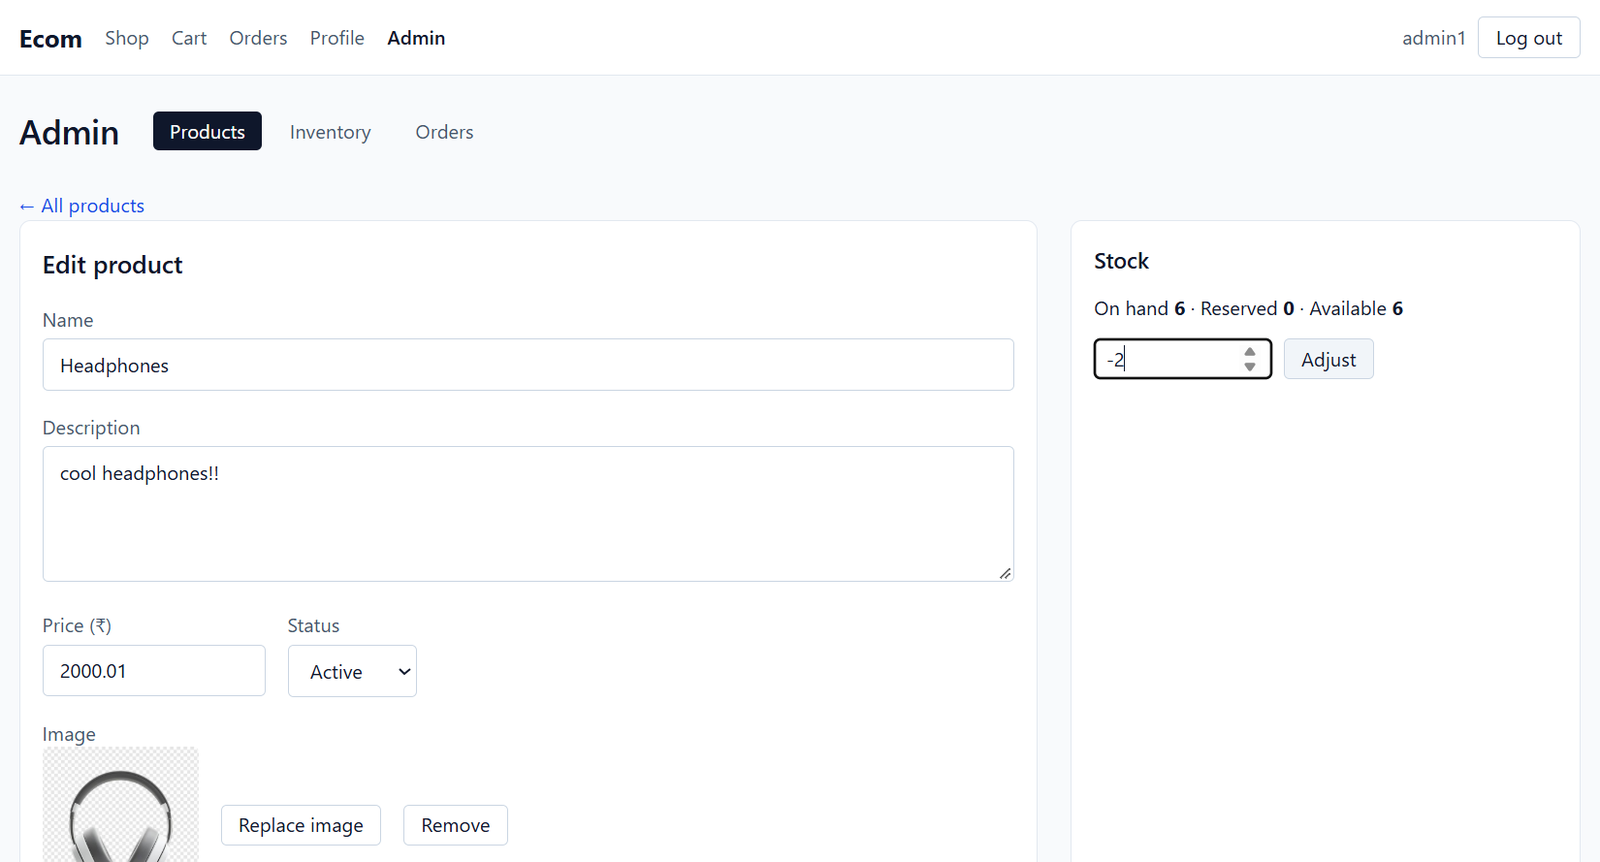 Ecom Shop Cart Orders Profile Admin admin1 Log out
Admin Products Inventory Orders
← All products
Edit product
Name
Headphones
Description
cool headphones!!
Price (₹) Status
2000.01 Active
Image
Replace image Remove
Stock
On hand 6 · Reserved 0 · Available 6
-2 Adjust